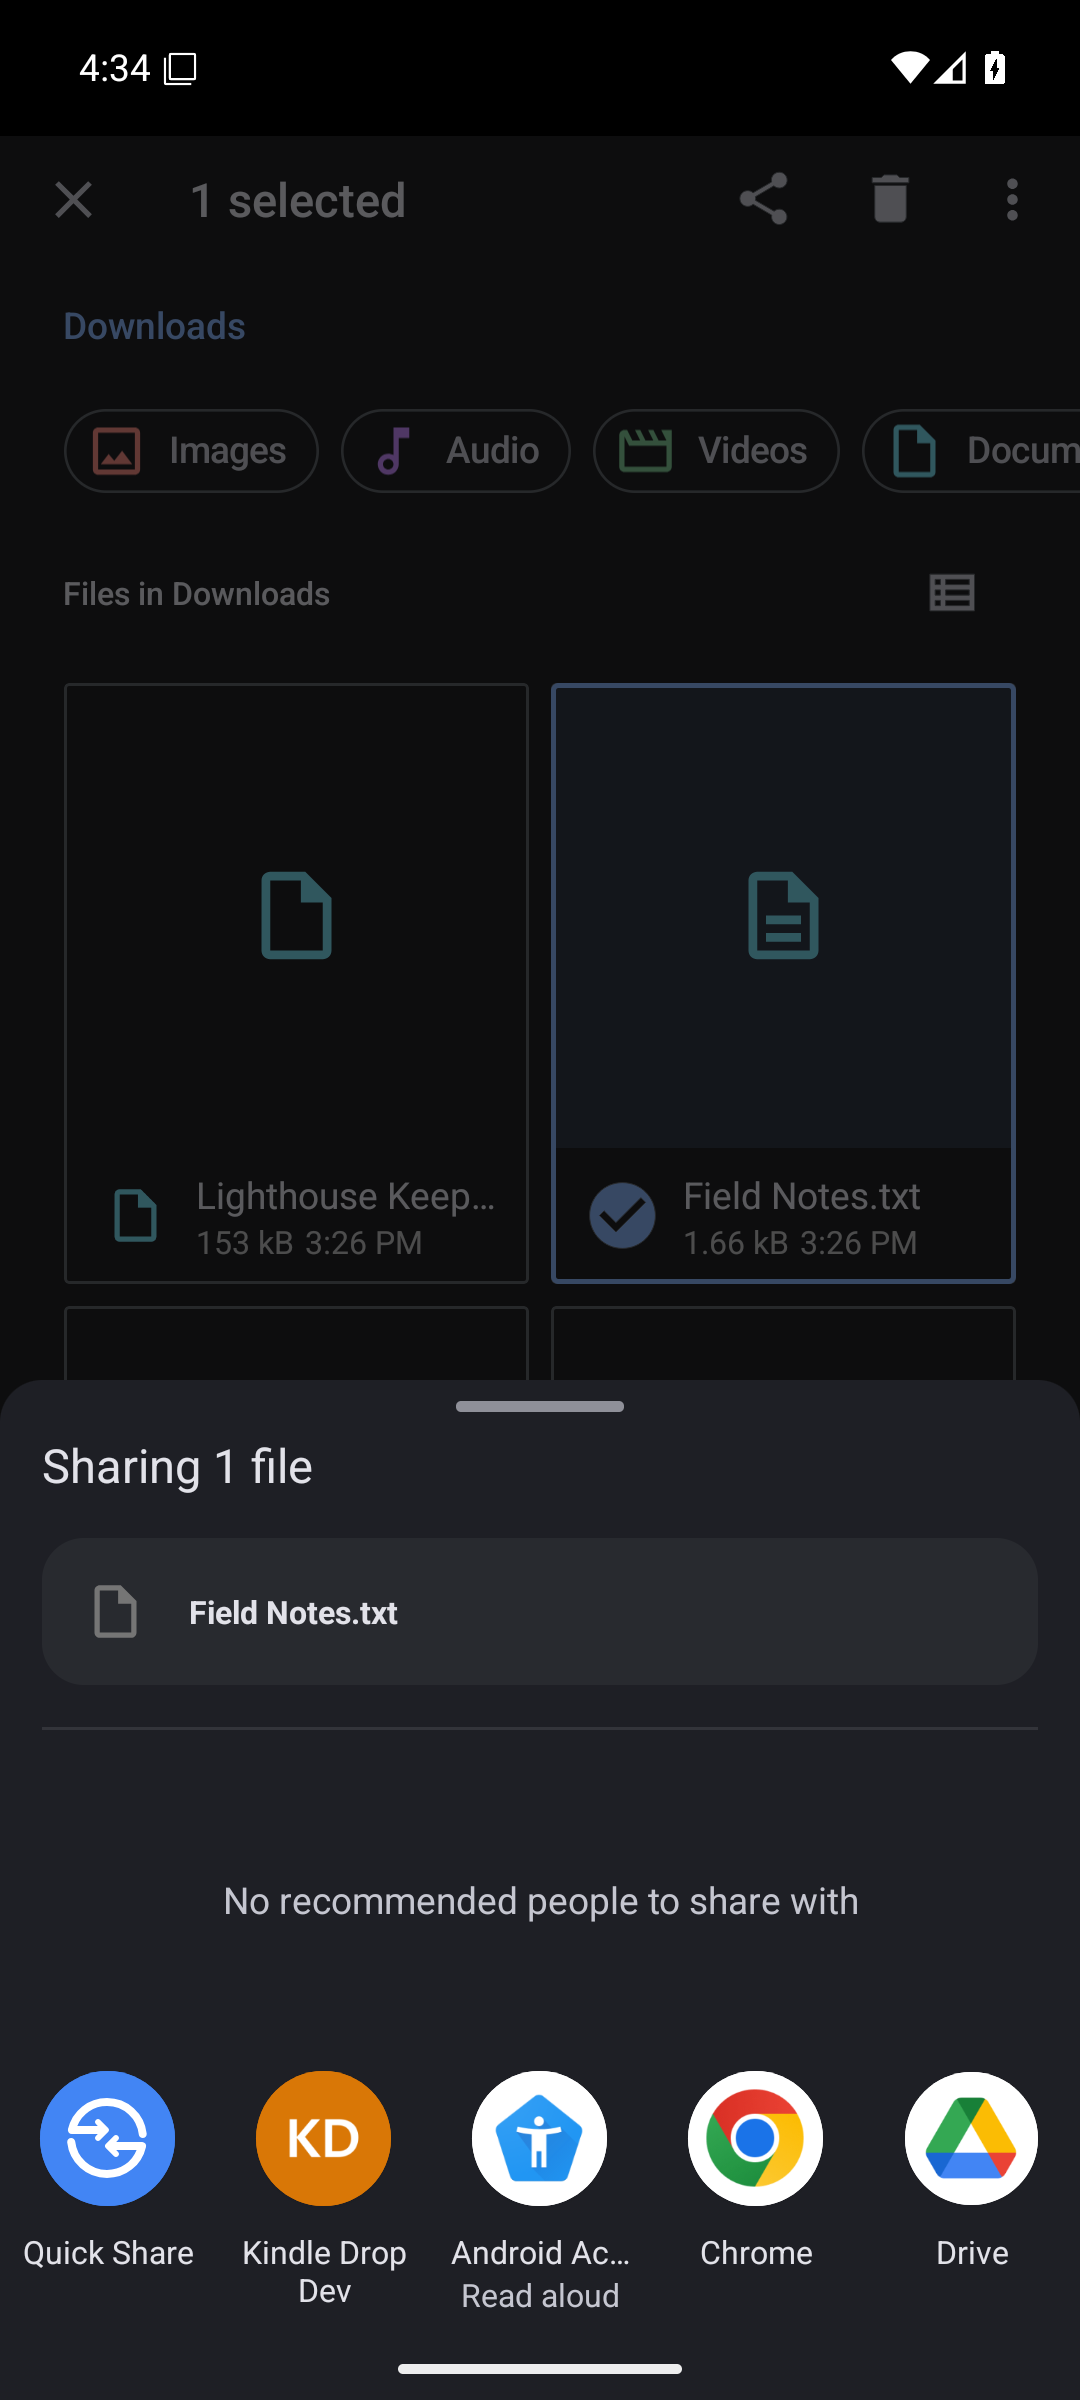 4:34
1 selected
Downloads
Images
Audio
Videos
Docum
Files in Downloads
Lighthouse Keep...
153 kB 3:26 PM
Field Notes.txt
1.66 kB 3:26 PM
Sharing 1 file
Field Notes.txt
No recommended people to share with
KD
Quick Share
Kindle Drop
Dev
Android Ac...
Read aloud
Chrome
Drive